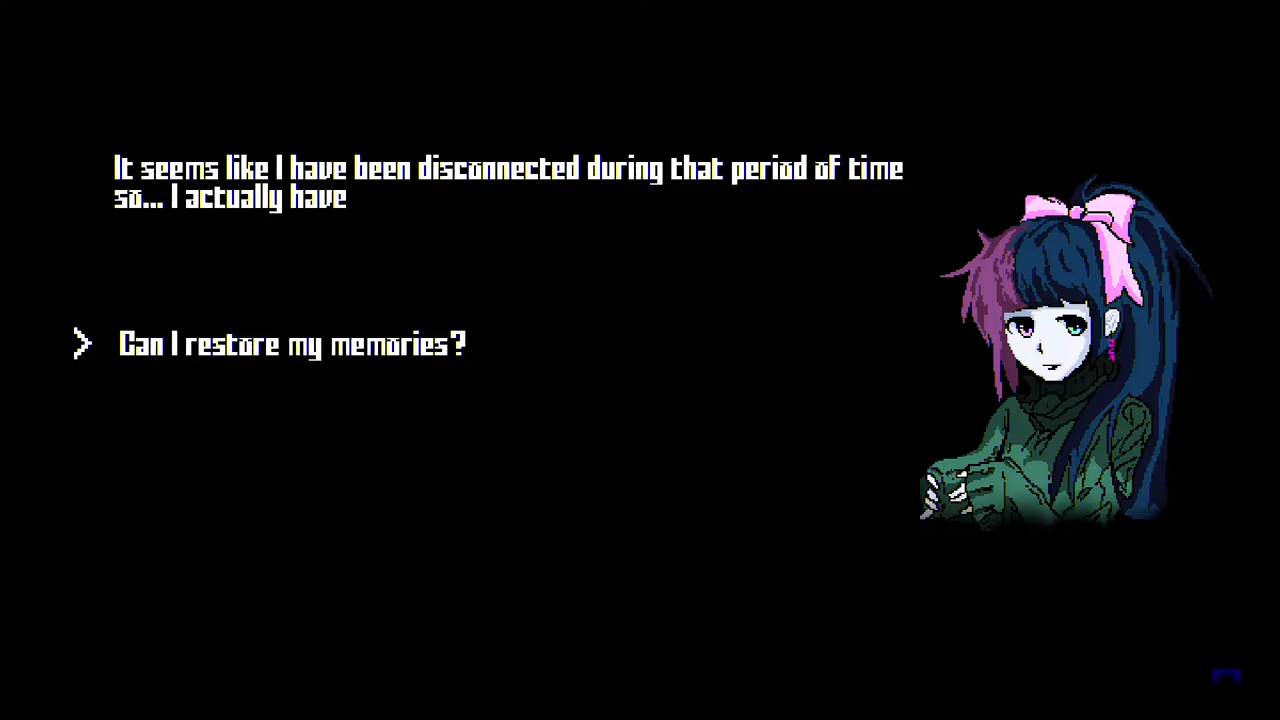 It seems like I have been disconnected during that period of time
so... I actually have
> Can I restore my memories?